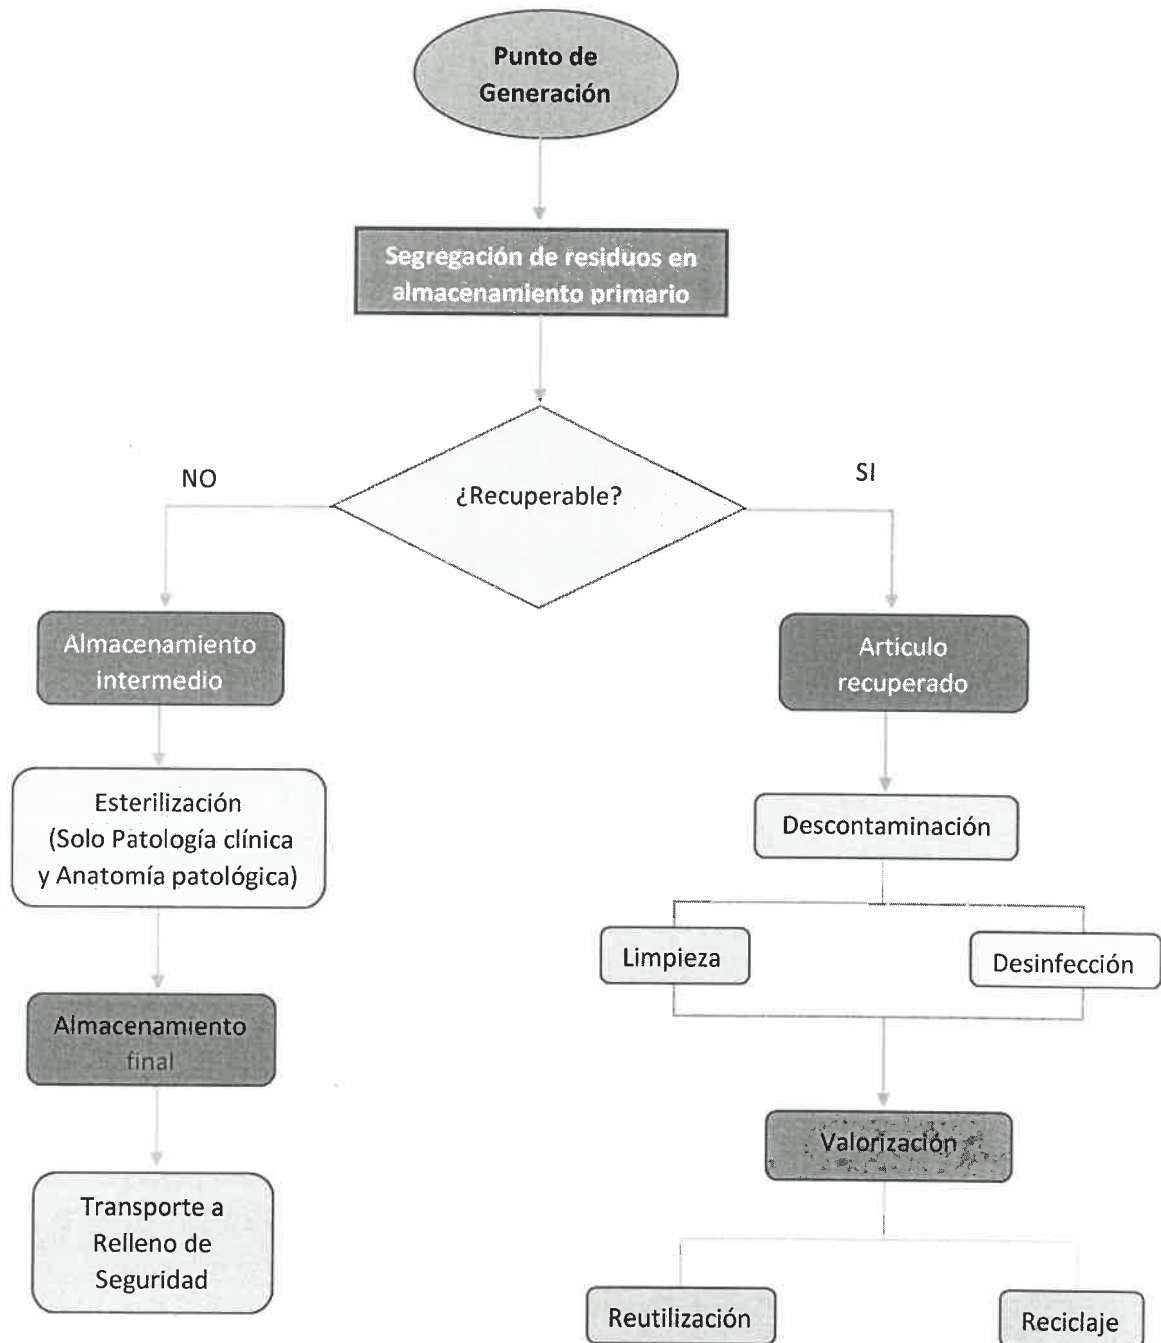 Punto de
Generación
Segregación de residuos en
almacenamiento primario
¿Recuperable?
NO
SI
Almacenamiento
intermedio
Esterilización
(Solo Patología clínica
y Anatomía patológica)
Almacenamiento
final
Transporte a
Relleno de
Seguridad
Articulo
recuperado
Descontaminación
Limpieza
Desinfección
Valorización
Reutilización
Reciclaje